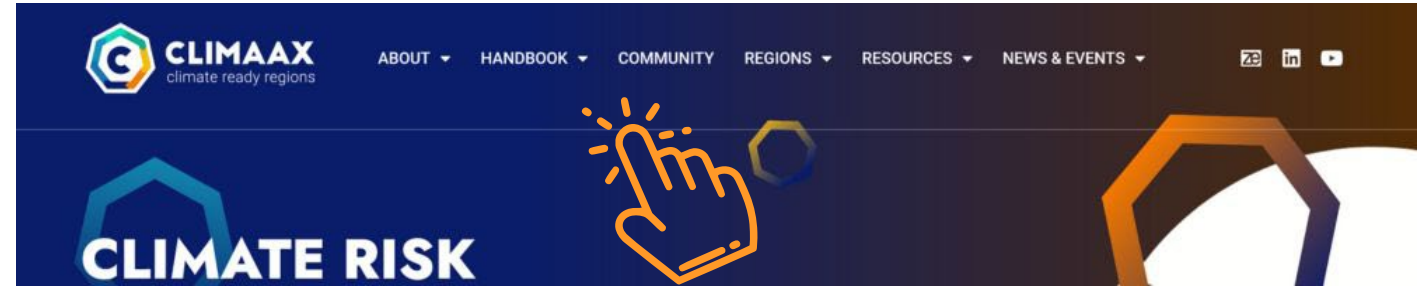 CLIMAAX
climate ready regions
ABOUT HANDBOOK COMMUNITY REGIONS RESOURCES NEWS & EVENTS
CLIMATE RISK